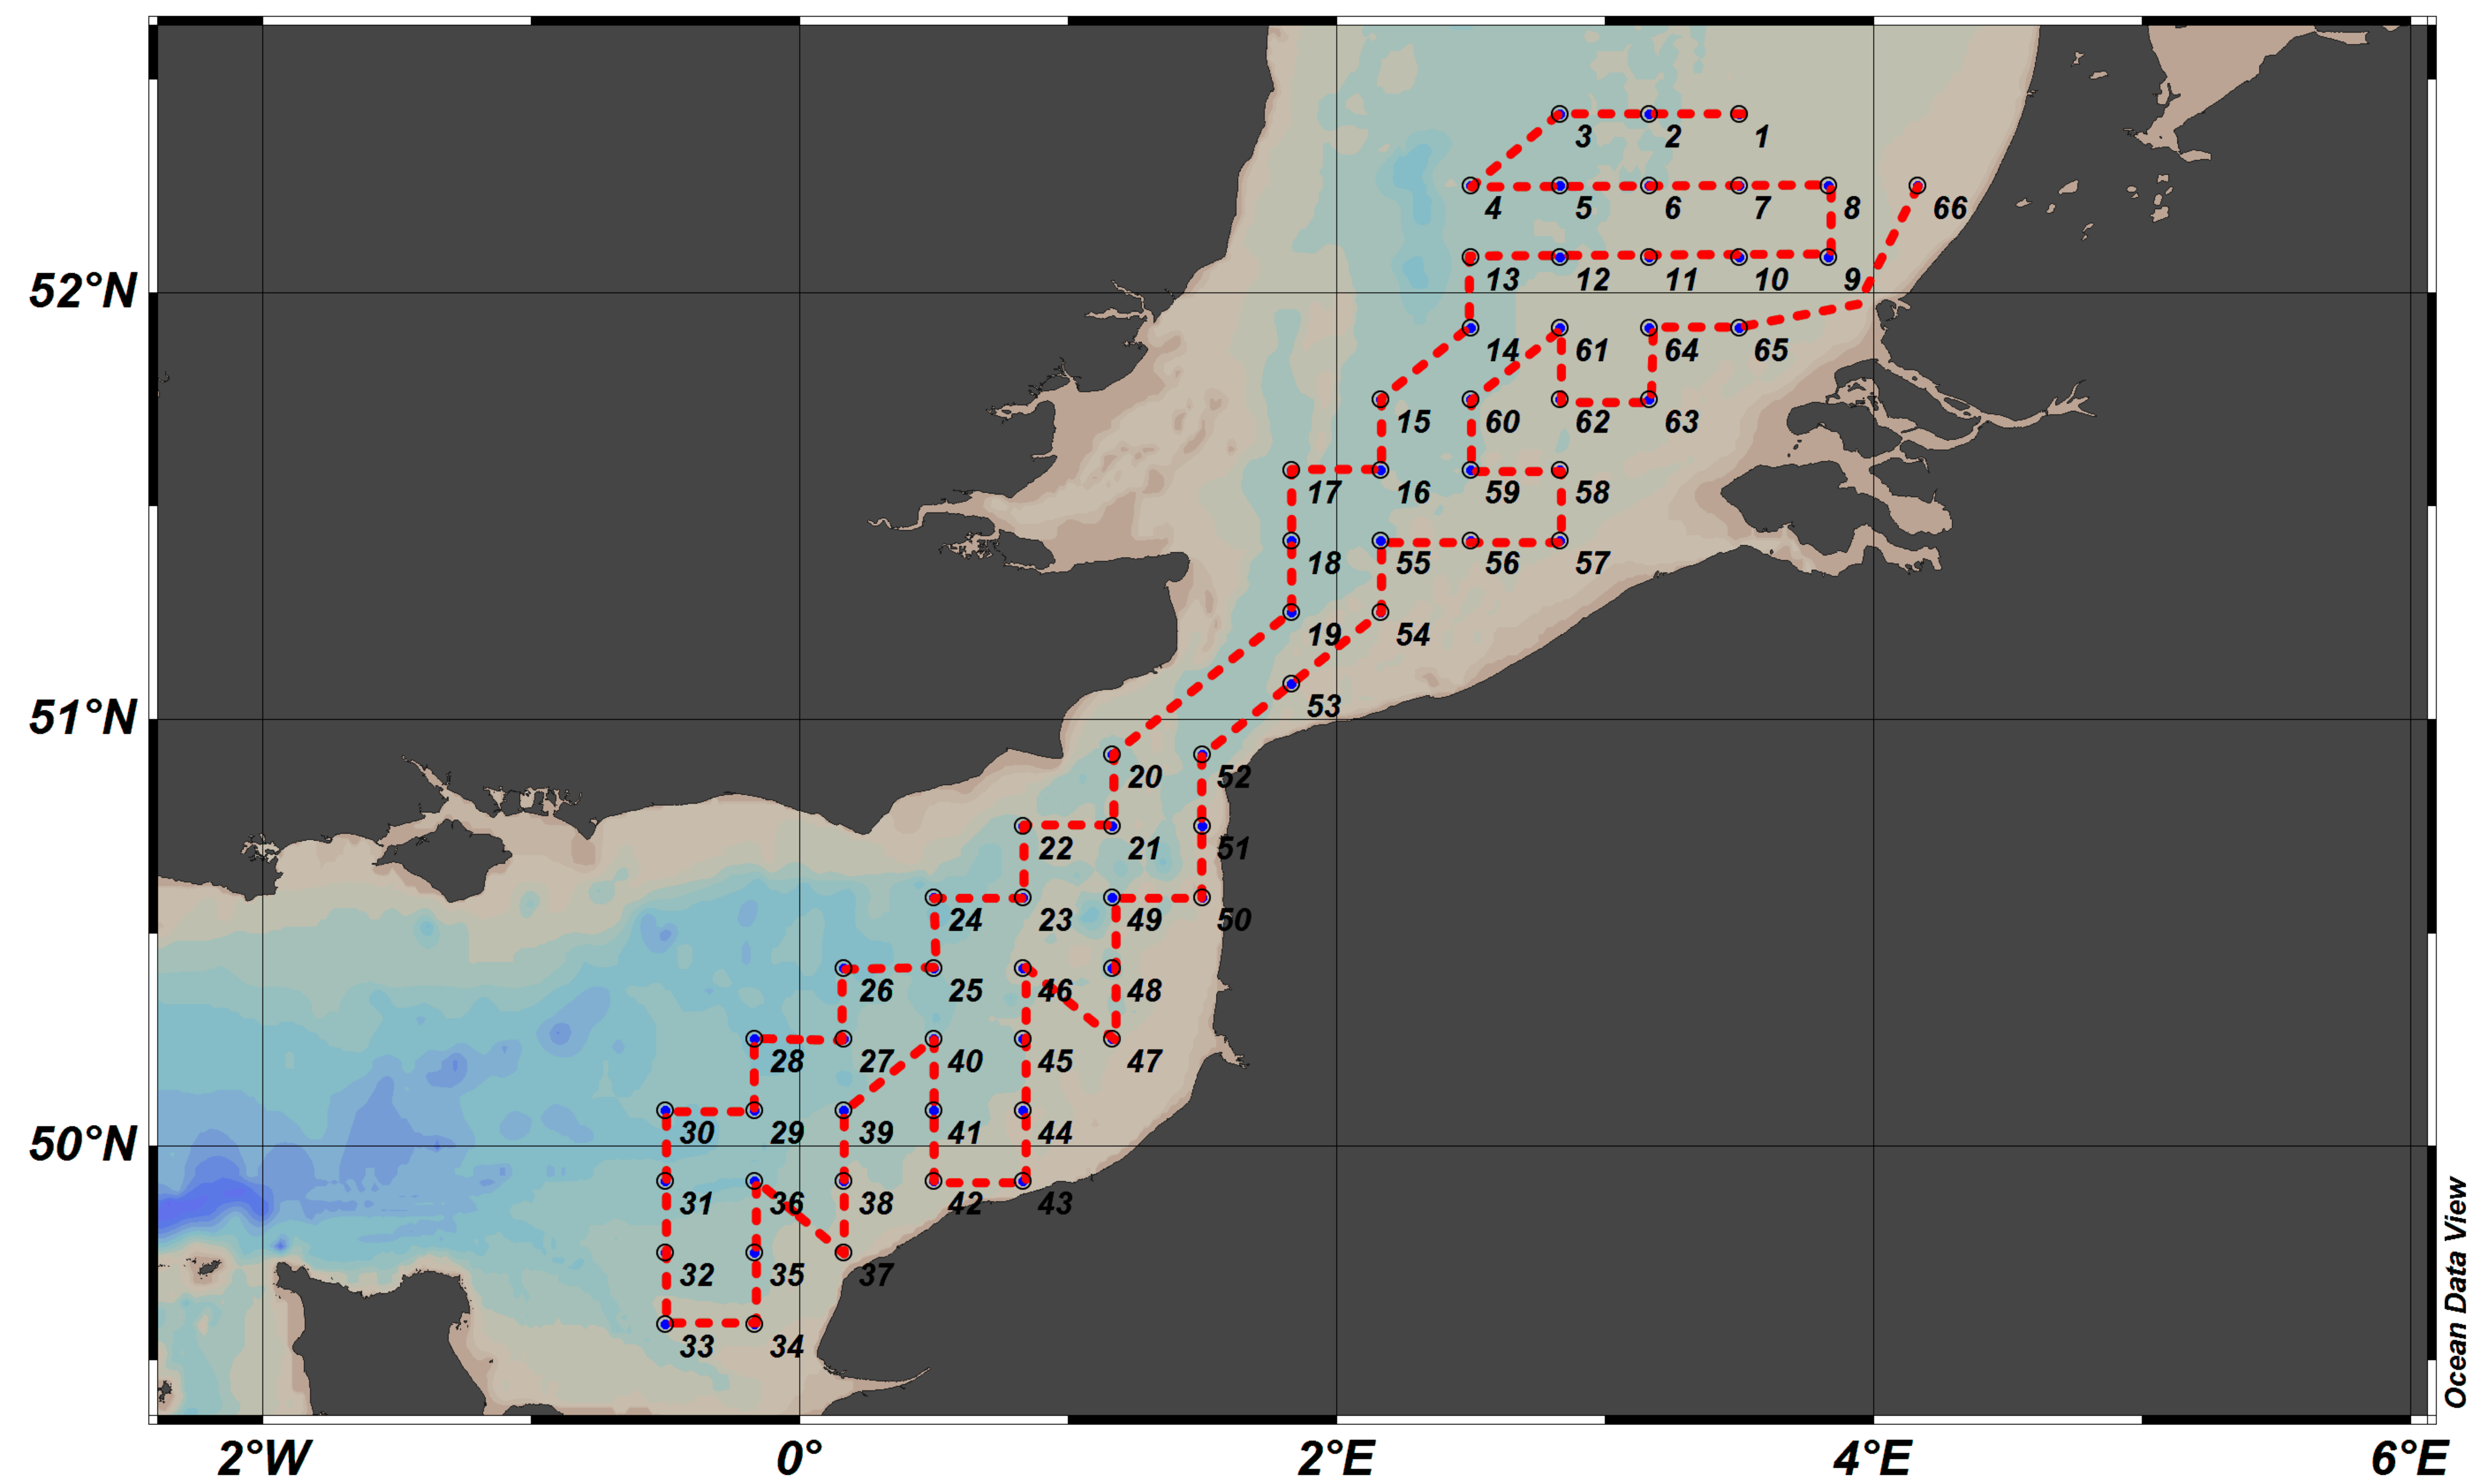 3 2 1
4 5 6 7 8 66
52°N 13 12 11 10 9
14 61 64 65
15 60 62 63
17 16 59 58
18 55 56 57
19 54
51°N 53
20 52
22 21 51
24 23 49 50
26 25 46 48
28 27 40 45 47
50°N 30 29 39 41 44
31 36 38 42 43
32 35 37
33 34
2°W 0° 2°E 4°E 6°E
Ocean Data View